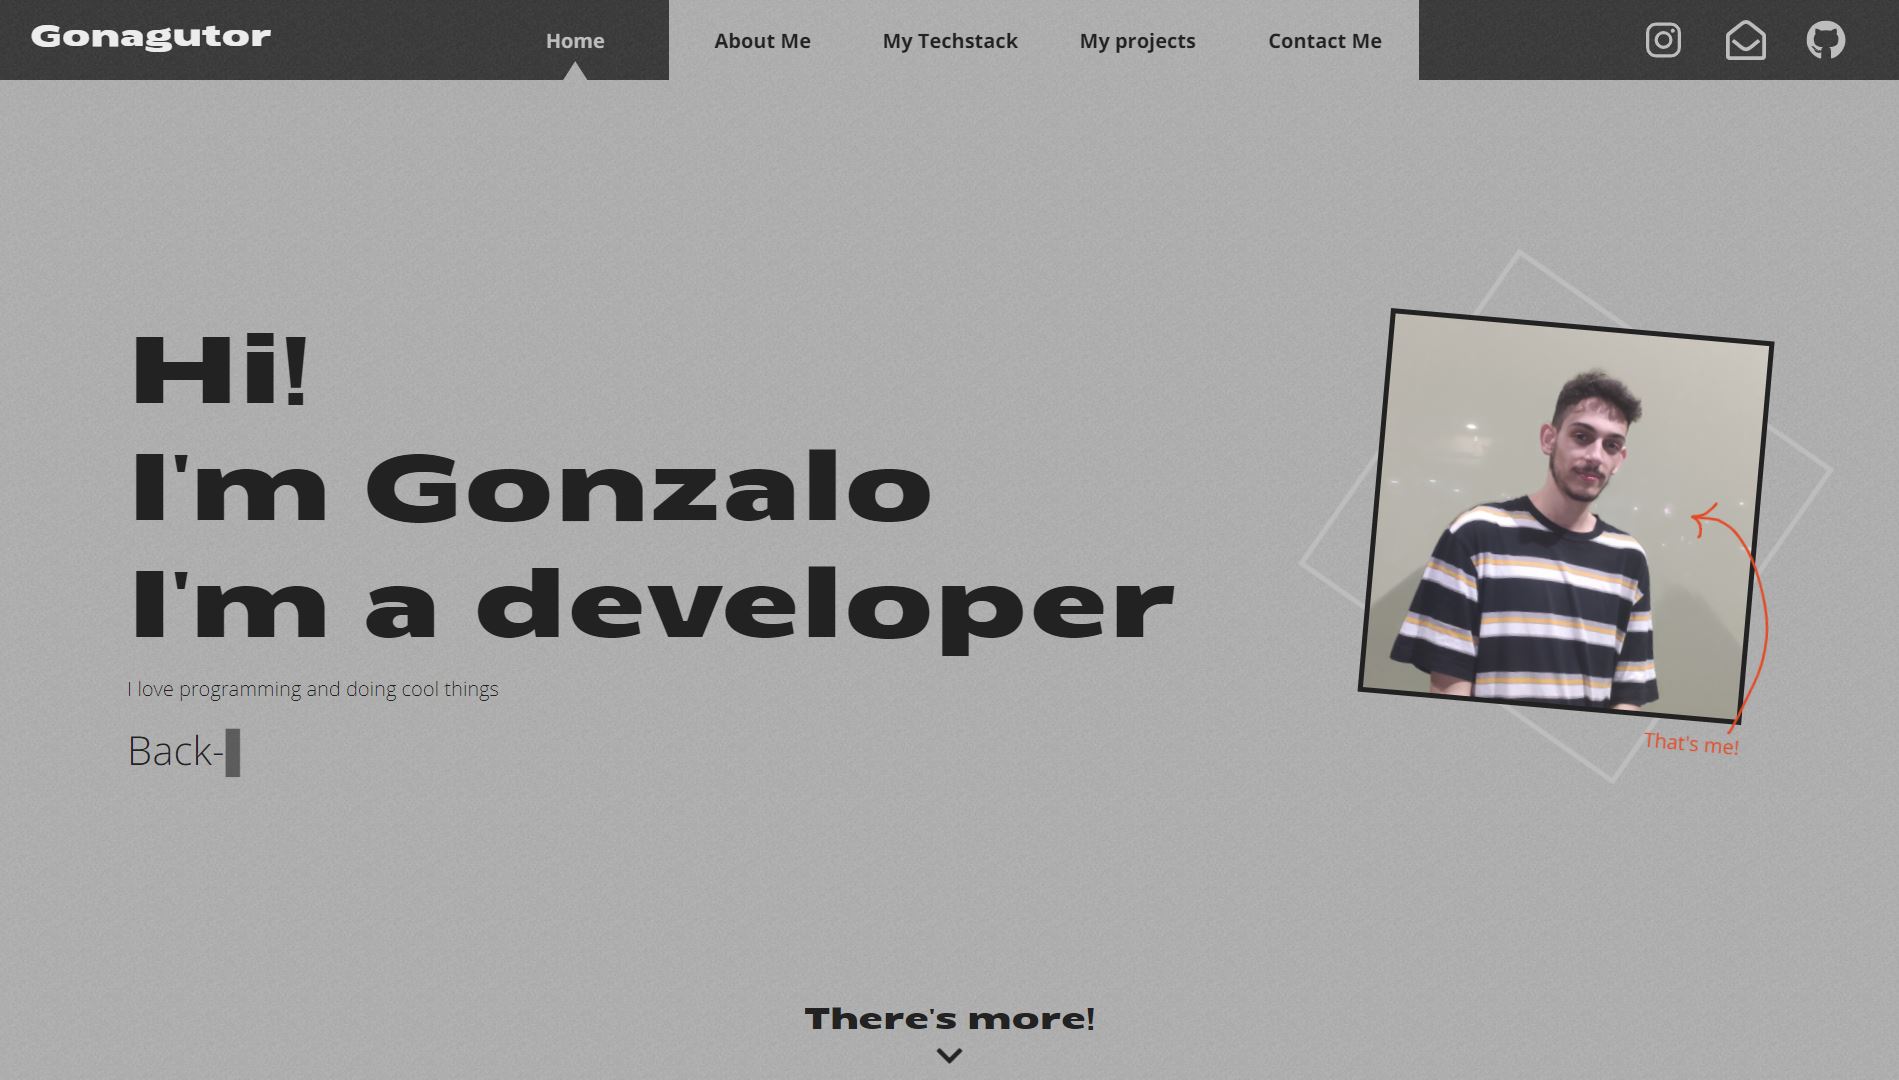 Gonagutor
Home
About Me
My Techstack
My projects
Contact Me
Hi!
I'm Gonzalo
I'm a developer
I love programming and doing cool things
Back-
That's me!
There's more!